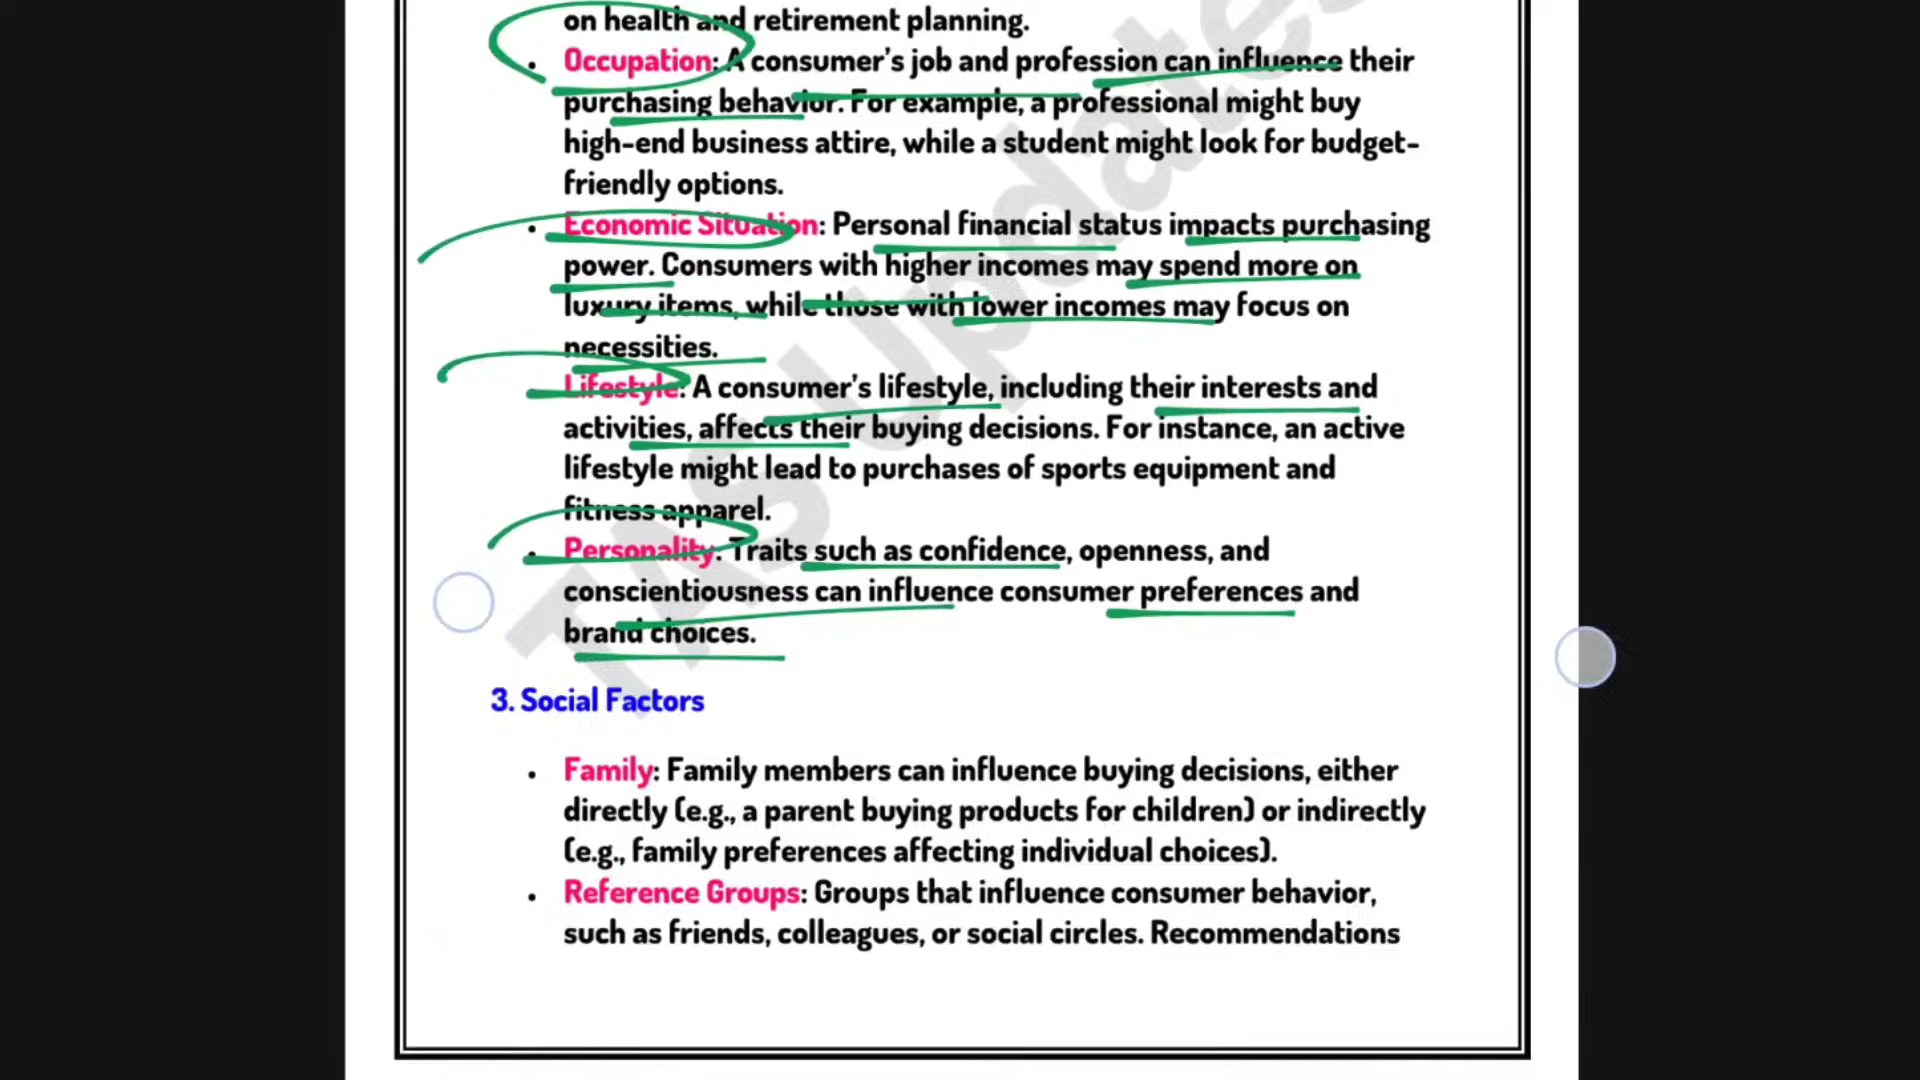 on health and retirement planning.
• Occupation: A consumer's job and profession can influence their
purchasing behavior. For example, a professional might buy
high-end business attire, while a student might look for budget-
friendly options.
• Economic Situation: Personal financial status impacts purchasing
power. Consumers with higher incomes may spend more on
luxury items, while those with lower incomes may focus on
necessities.
• Lifestyle: A consumer's lifestyle, including their interests and
activities, affects their buying decisions. For instance, an active
lifestyle might lead to purchases of sports equipment and
fitness apparel.
• Personality: Traits such as confidence, openness, and
conscientiousness can influence consumer preferences and
brand choices.
3. Social Factors
• Family: Family members can influence buying decisions, either
directly (e.g., a parent buying products for children) or indirectly
(e.g., family preferences affecting individual choices).
• Reference Groups: Groups that influence consumer behavior,
such as friends, colleagues, or social circles. Recommendations